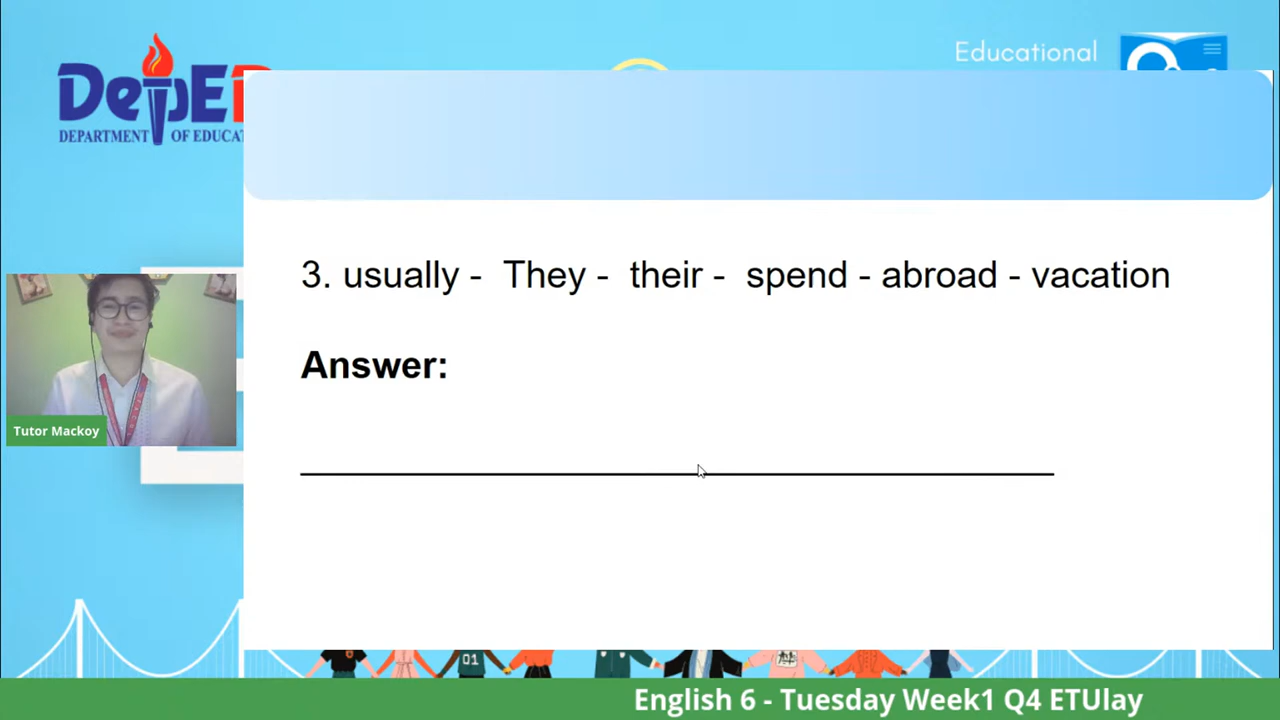 Educational
DepED
DEPARTMENT OF EDUCAT
3. usually - They - their - spend - abroad - vacation
Answer:
Tutor Mackoy
01
English 6 - Tuesday Week1 Q4 ETUlay